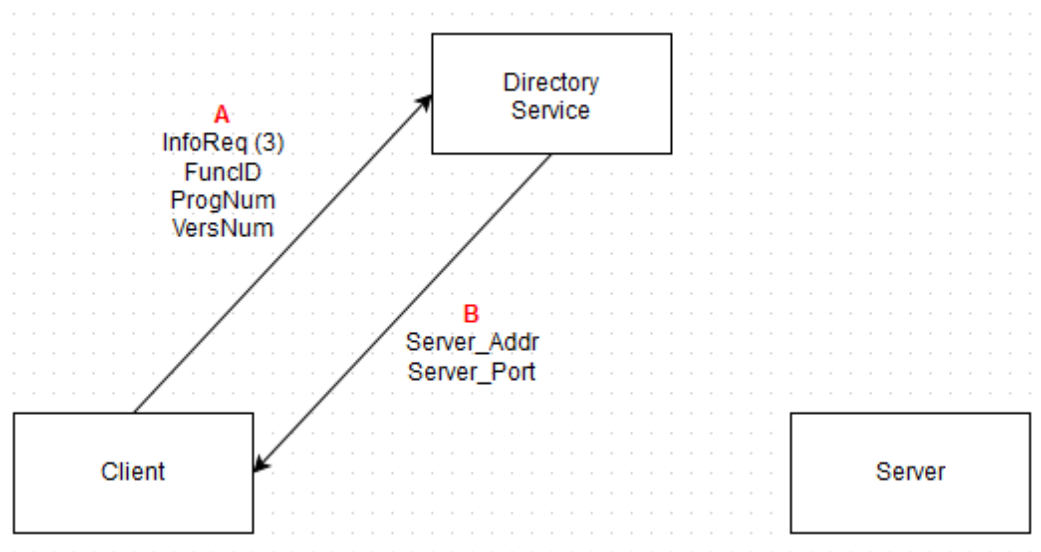 Directory
Service
A
InfoReq (3)
FuncID
ProgNum
VersNum
B
Server_Addr
Server_Port
Client
Server